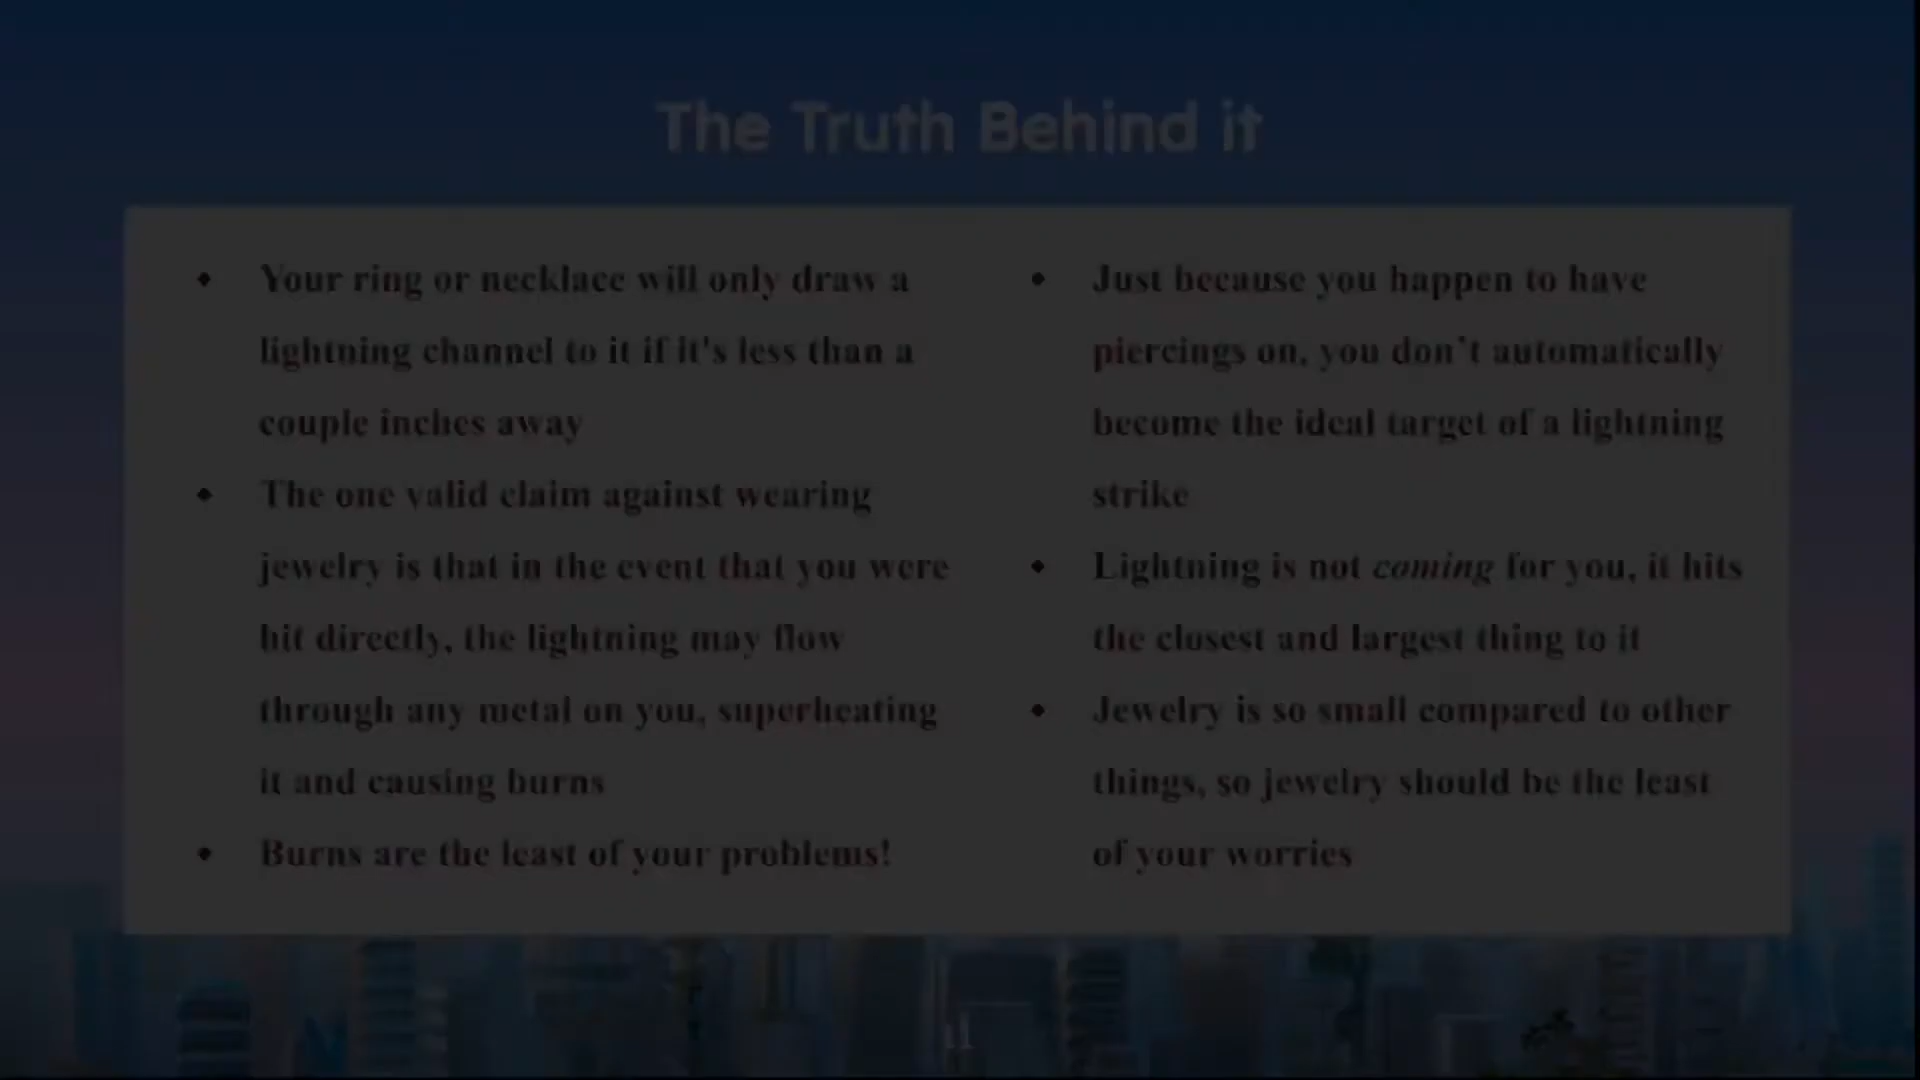 The Truth Behind it
• Your ring or necklace will only draw a
lightning channel to it if it's less than a
couple inches away
• The one valid claim against wearing
jewelry is that in the event that you were
hit directly, the lightning may flow
through any metal on you, superheating
it and causing burns
• Burns are the least of your problems!
• Just because you happen to have
piercings on, you don't automatically
become the ideal target of a lightning
strike
• Lightning is not coming for you, it hits
the closest and largest thing to it
• Jewelry is so small compared to other
things, so jewelry should be the least
of your worries
11